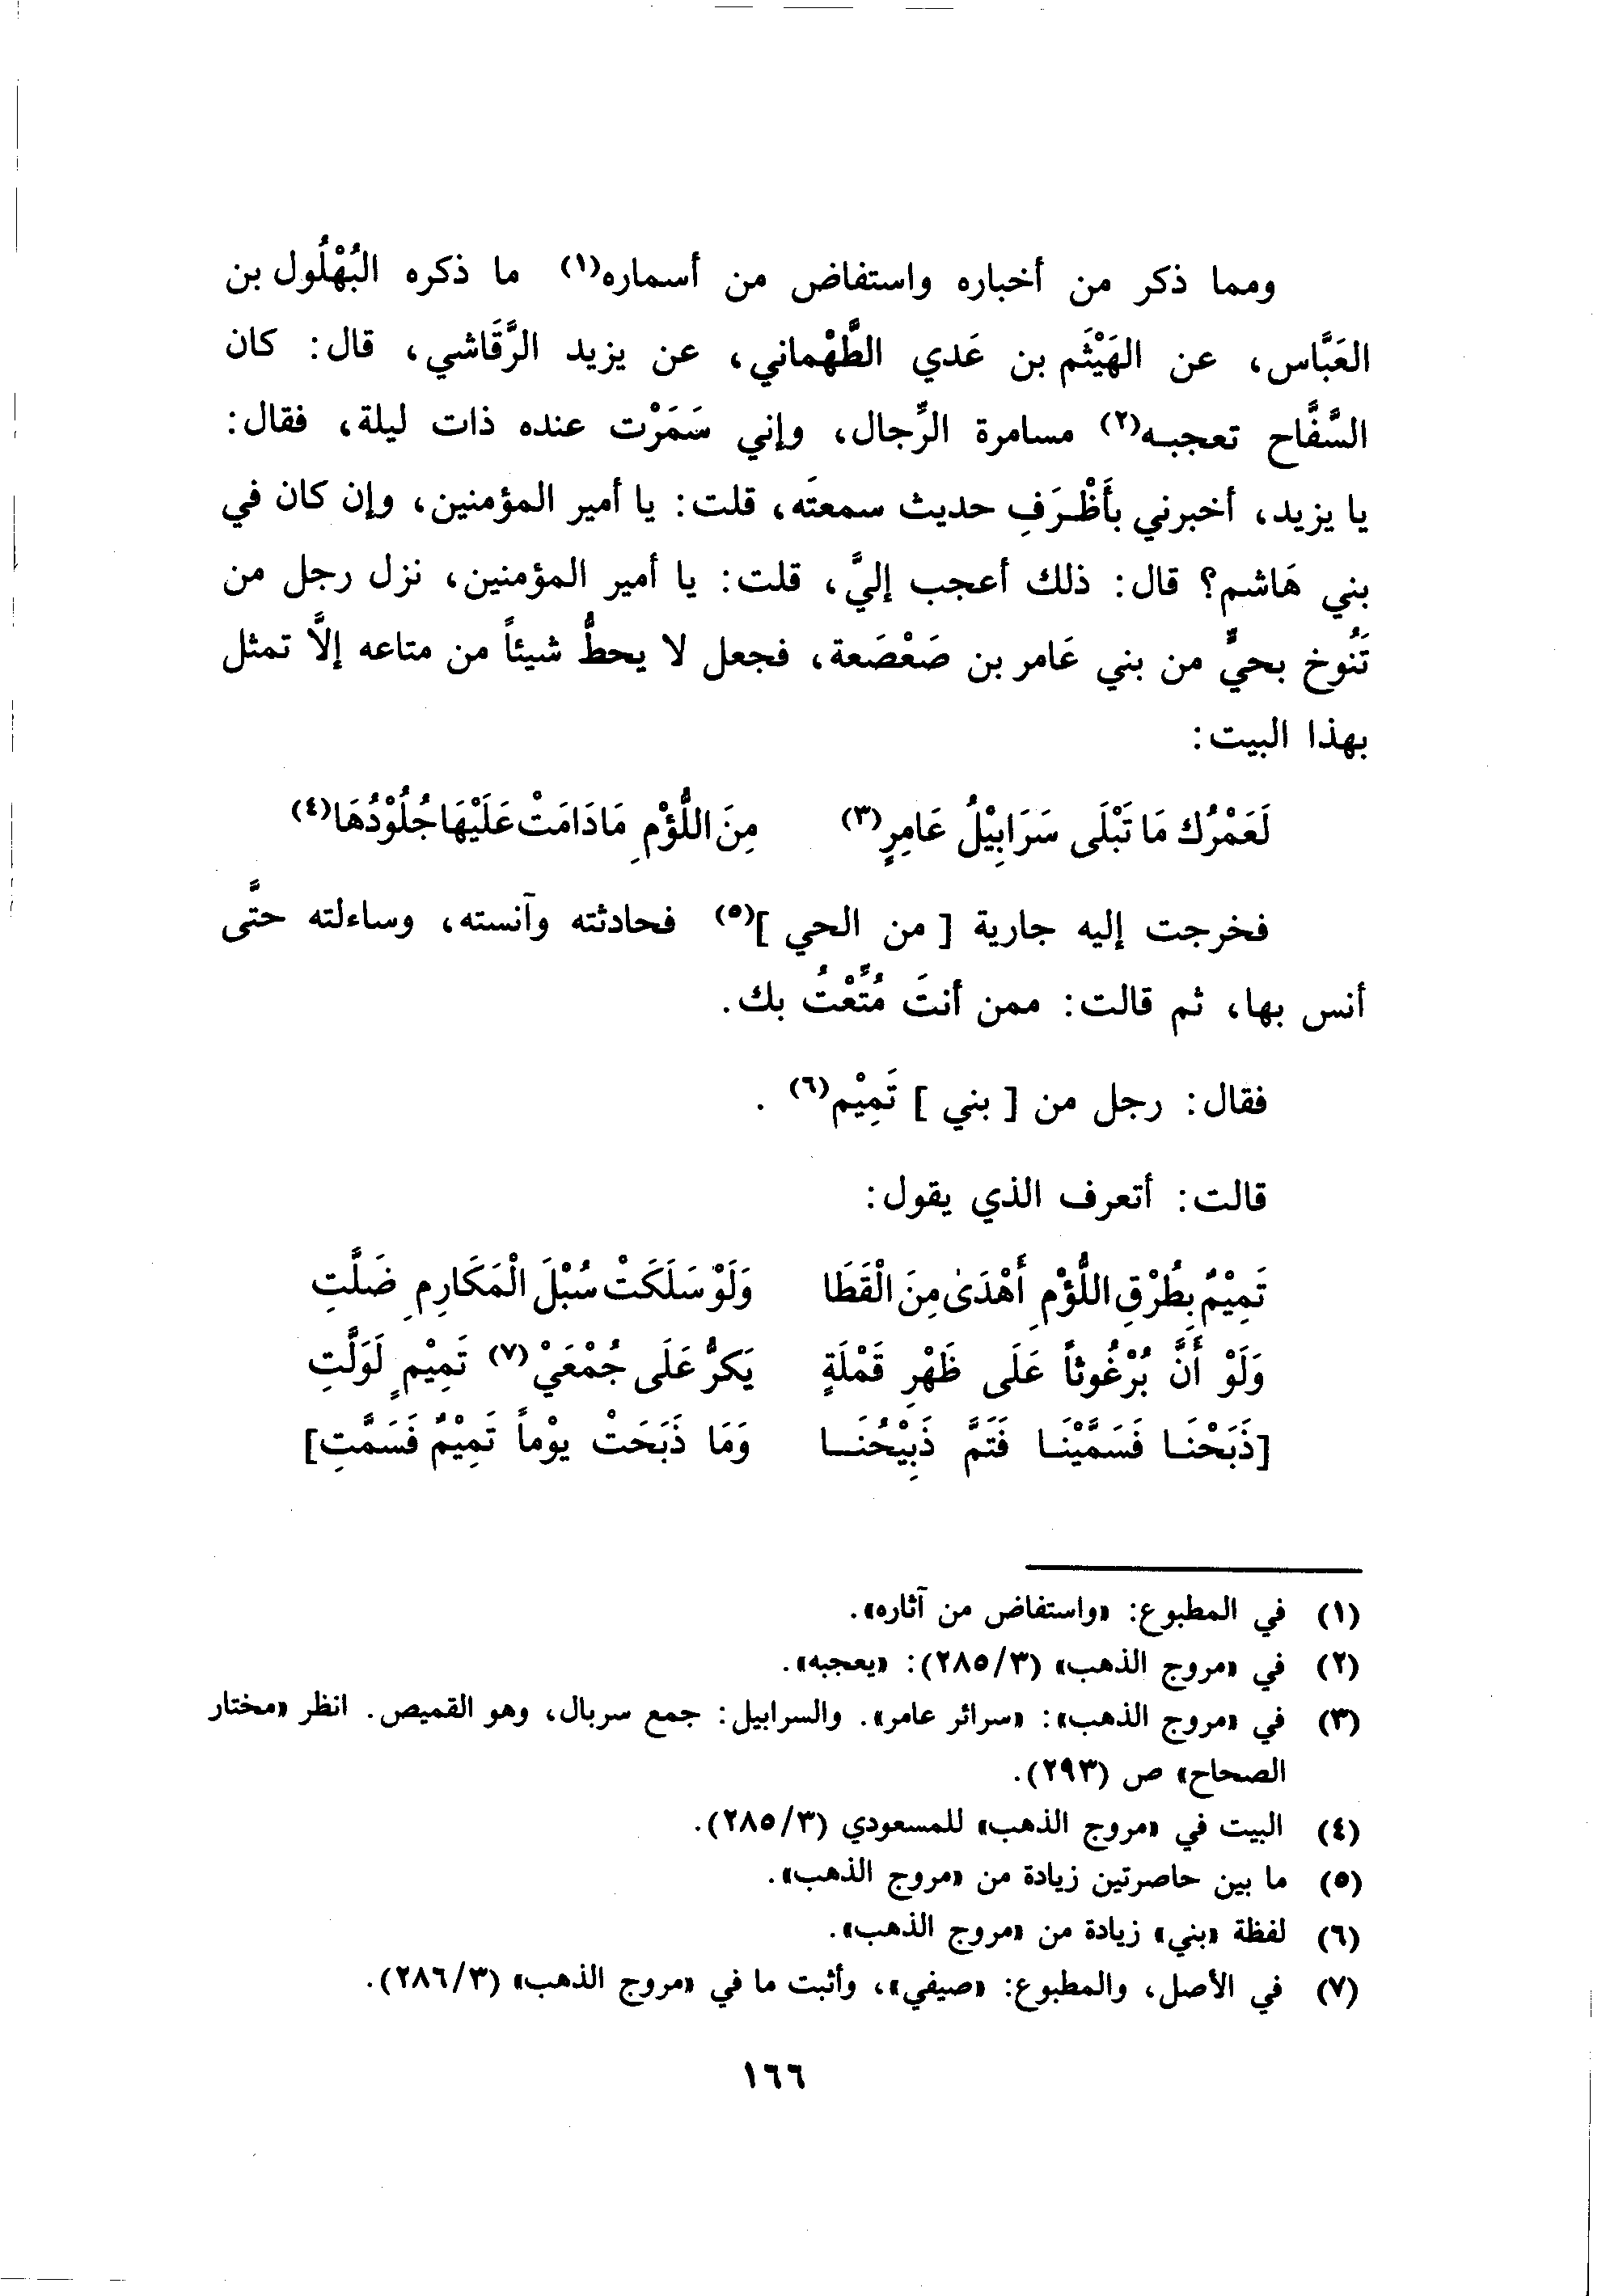 ومما ذكر من أخباره واستفاض من أسماره(١) ما ذكره البُهْلُول بن
العَبَّاس، عن الهَيْثَم بن عَدي الطَّهْماني، عن يزيد الرَّقَاشي، قال: كان
السَّفَّاح تعجبه(٢) مسامرة الرِّجال، وإني سَمَرْت عنده ذات ليلة، فقال:
يا يزيد، أخبرني بأَظْرَفِ حديث سمعتَه، قلت: يا أمير المؤمنين، وإن كان في
بني هَاشم؟ قال: ذلك أعجب إليَّ، قلت: يا أمير المؤمنين، نزل رجل من
تَنُوخ بحيٍّ من بني عَامر بن صَعْصَعة، فجعل لا يحطُّ شيئاً من متاعه إلَّا تمثل
بهذا البيت:
لَعَمْرُك مَا تَبْلَى سَرَابِيْلُ عَامِرٍ(٣) مِنَ اللُّؤْمِ مَا دَامَتْ عَلَيْهَا جُلُوْدُهَا(٤)
فخرجت إليه جارية [ من الحي ](٥) فحادثته وآنسته، وساءلته حتَّى
أنس بها، ثم قالت: ممن أنتَ مُتِّعْتُ بك.
فقال: رجل من [ بني ] تَمِيْم(٦) .
قالت: أتعرف الذي يقول:
تَمِيْمٌ بِطُرْقِ اللُّؤْمِ أَهْدَىٰ مِنَ الْقَطَا وَلَوْ سَلَكَتْ سُبْلَ الْمَكَارِمِ ضَلَّتِ
وَلَوْ أَنَّ بُرْغُوثاً عَلَى ظَهْرِ قَمْلَةٍ يَكرُّ عَلَى جُمْعَيْ(٧) تَمِيْمٍ لَوَلَّتِ
[ذَبَحْنَا فَسَمَّيْنَا فَتَمَّ ذَبِيْحُنَا وَمَا ذَبَحَتْ يوْماً تَمِيْمٌ فَسَمَّتِ]
(١) في المطبوع: «واستفاض من آثاره».
(٢) في «مروج الذهب» (٢٨٥/٣): «يعجبه».
(٣) في «مروج الذهب»: «سرائر عامر». والسرابيل: جمع سربال، وهو القميص. انظر «مختار
الصحاح» ص (٢٩٣).
(٤) البيت في «مروج الذهب» للمسعودي (٢٨٥/٣).
(٥) ما بين حاصرتين زيادة من «مروج الذهب».
(٦) لفظة «بني» زيادة من «مروج الذهب».
(٧) في الأصل، والمطبوع: «صيفي»، وأثبت ما في «مروج الذهب» (٢٨٦/٣).
١٦٦